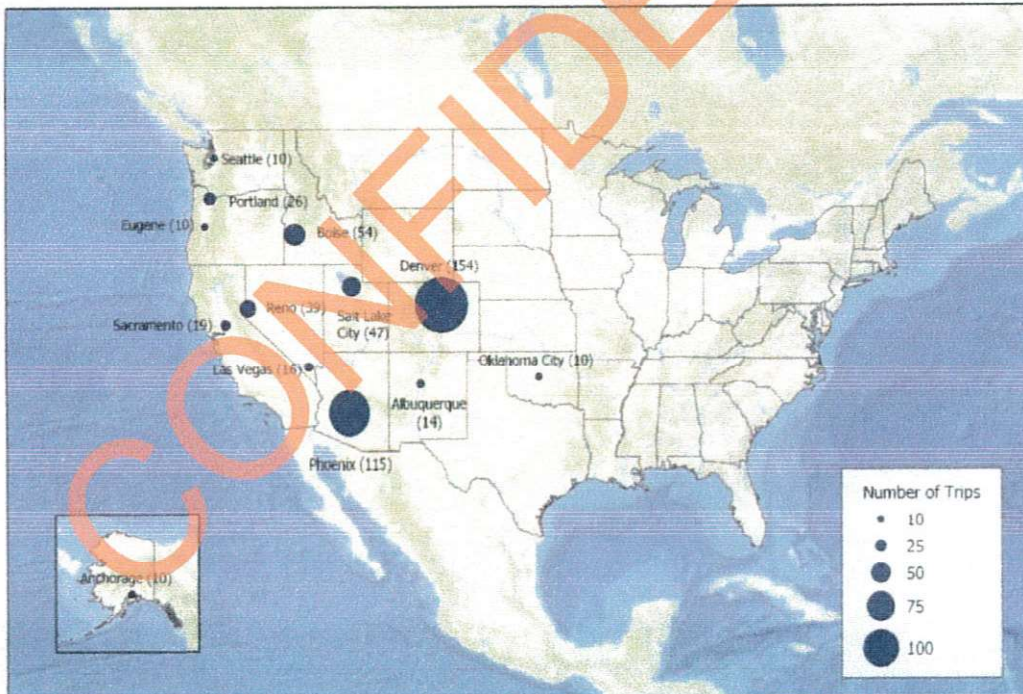 CONFIDE
Seattle (10)
Portland (26)
Eugene (10)
Boise (54)
Denver (154)
Reno (39)
Salt Lake
City (47)
Sacramento (19)
Las Vegas (16)
Oklahoma City (10)
Albuquerque
(14)
Phoenix (115)
Anchorage (10)
Number of Trips
10
25
50
75
100